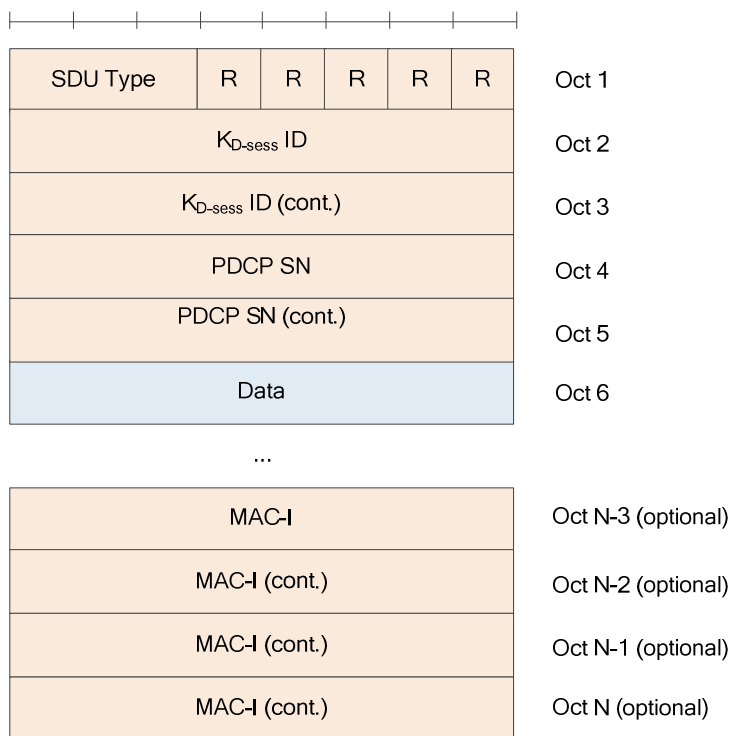 SDU Type R R R R R Oct 1
K_D-sess ID Oct 2
K_D-sess ID (cont.) Oct 3
PDCP SN Oct 4
PDCP SN (cont.) Oct 5
Data Oct 6
...
MAC-I Oct N-3 (optional)
MAC-I (cont.) Oct N-2 (optional)
MAC-I (cont.) Oct N-1 (optional)
MAC-I (cont.) Oct N (optional)